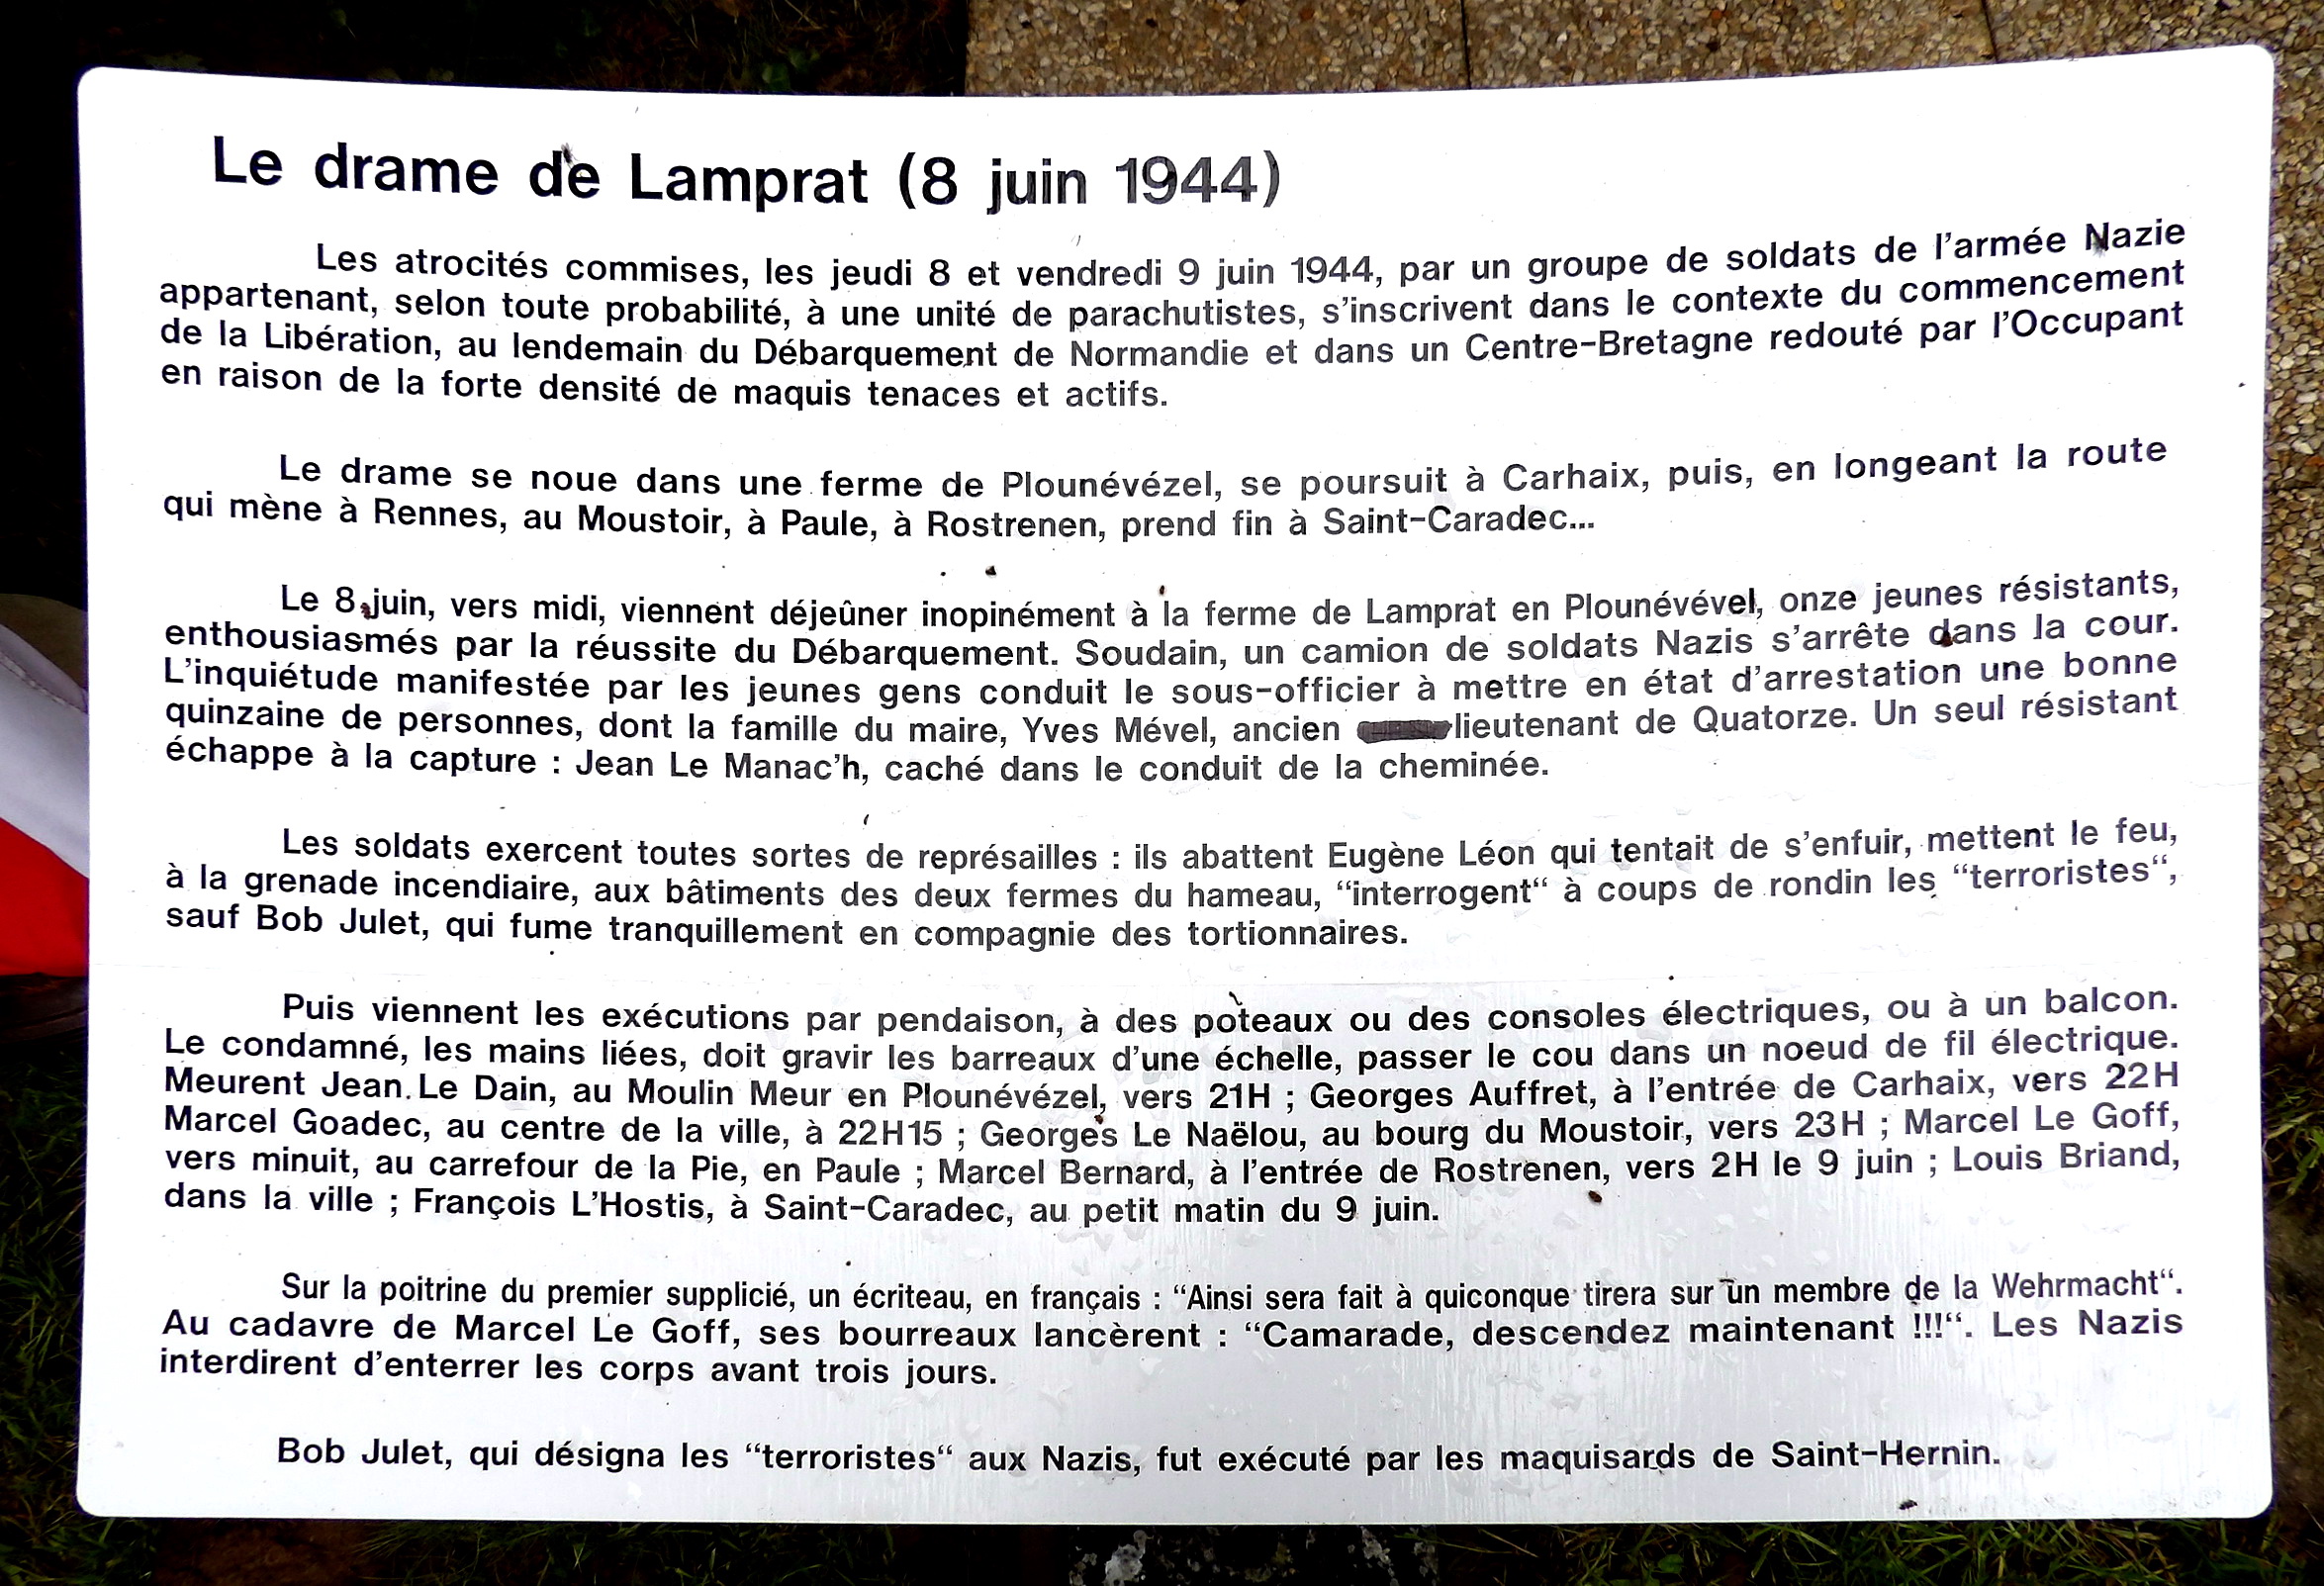 Le drame de Lamprat (8 juin 1944)
Les atrocités commises, les jeudi 8 et vendredi 9 juin 1944, par un groupe de soldats de l'armée Nazie
appartenant, selon toute probabilité, à une unité de parachutistes, s'inscrivent dans le contexte du commencement
de la Libération, au lendemain du Débarquement de Normandie et dans un Centre-Bretagne redouté par l'Occupant
en raison de la forte densité de maquis tenaces et actifs.
Le drame se noue dans une ferme de Plounévézel, se poursuit à Carhaix, puis, en longeant la route
qui mène à Rennes, au Moustoir, à Paule, à Rostrenen, prend fin à Saint-Caradec...
Le 8 juin, vers midi, viennent déjeûner inopinément à la ferme de Lamprat en Plounévével, onze jeunes résistants,
enthousiasmés par la réussite du Débarquement. Soudain, un camion de soldats Nazis s'arrête dans la cour.
L'inquiétude manifestée par les jeunes gens conduit le sous-officier à mettre en état d'arrestation une bonne
quinzaine de personnes, dont la famille du maire, Yves Mével, ancien lieutenant de Quatorze. Un seul résistant
échappe à la capture : Jean Le Manac'h, caché dans le conduit de la cheminée.
Les soldats exercent toutes sortes de représailles : ils abattent Eugène Léon qui tentait de s'enfuir, mettent le feu,
à la grenade incendiaire, aux bâtiments des deux fermes du hameau, “interrogent“ à coups de rondin les “terroristes“,
sauf Bob Julet, qui fume tranquillement en compagnie des tortionnaires.
Puis viennent les exécutions par pendaison, à des poteaux ou des consoles électriques, ou à un balcon.
Le condamné, les mains liées, doit gravir les barreaux d'une échelle, passer le cou dans un noeud de fil électrique.
Meurent Jean Le Dain, au Moulin Meur en Plounévézel, vers 21H ; Georges Auffret, à l'entrée de Carhaix, vers 22H
Marcel Goadec, au centre de la ville, à 22H15 ; Georges Le Naëlou, au bourg du Moustoir, vers 23H ; Marcel Le Goff,
vers minuit, au carrefour de la Pie, en Paule ; Marcel Bernard, à l'entrée de Rostrenen, vers 2H le 9 juin ; Louis Briand,
dans la ville ; François L'Hostis, à Saint-Caradec, au petit matin du 9 juin.
Sur la poitrine du premier supplicié, un écriteau, en français : “Ainsi sera fait à quiconque tirera sur un membre de la Wehrmacht“.
Au cadavre de Marcel Le Goff, ses bourreaux lancèrent : “Camarade, descendez maintenant !!!“. Les Nazis
interdirent d'enterrer les corps avant trois jours.
Bob Julet, qui désigna les “terroristes“ aux Nazis, fut exécuté par les maquisards de Saint-Hernin.